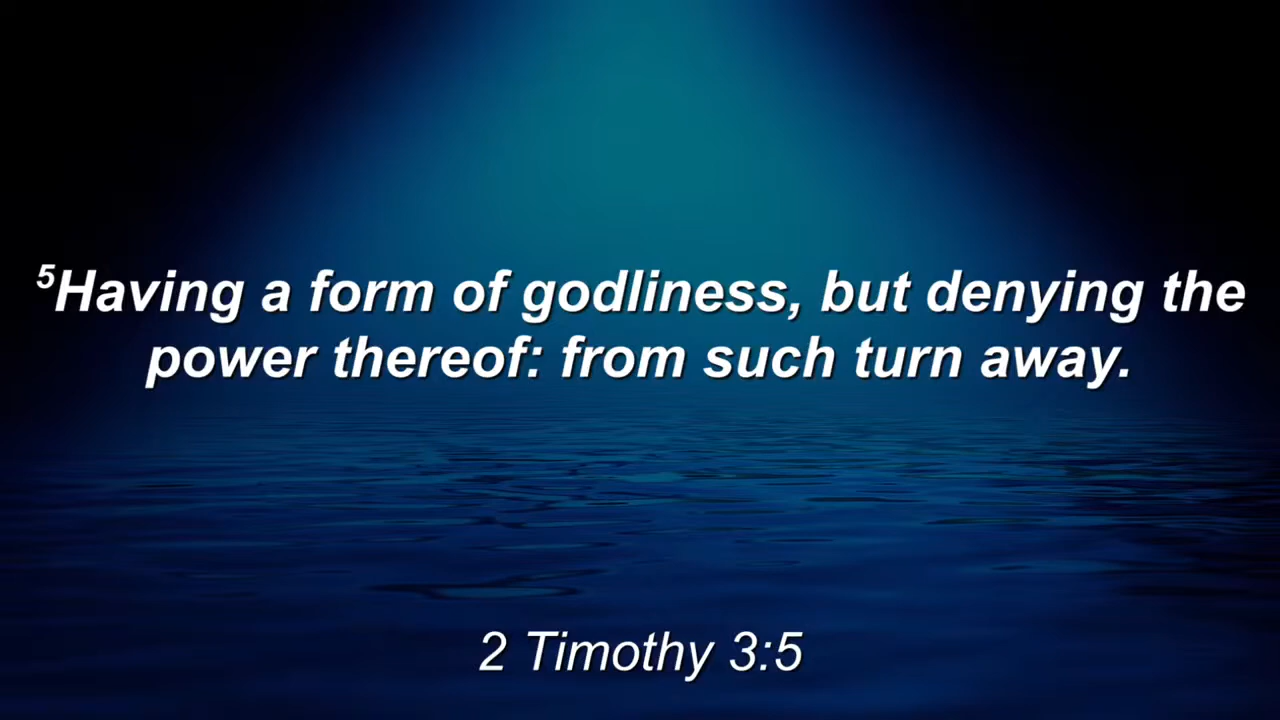 ⁵Having a form of godliness, but denying the
power thereof: from such turn away.
2 Timothy 3:5